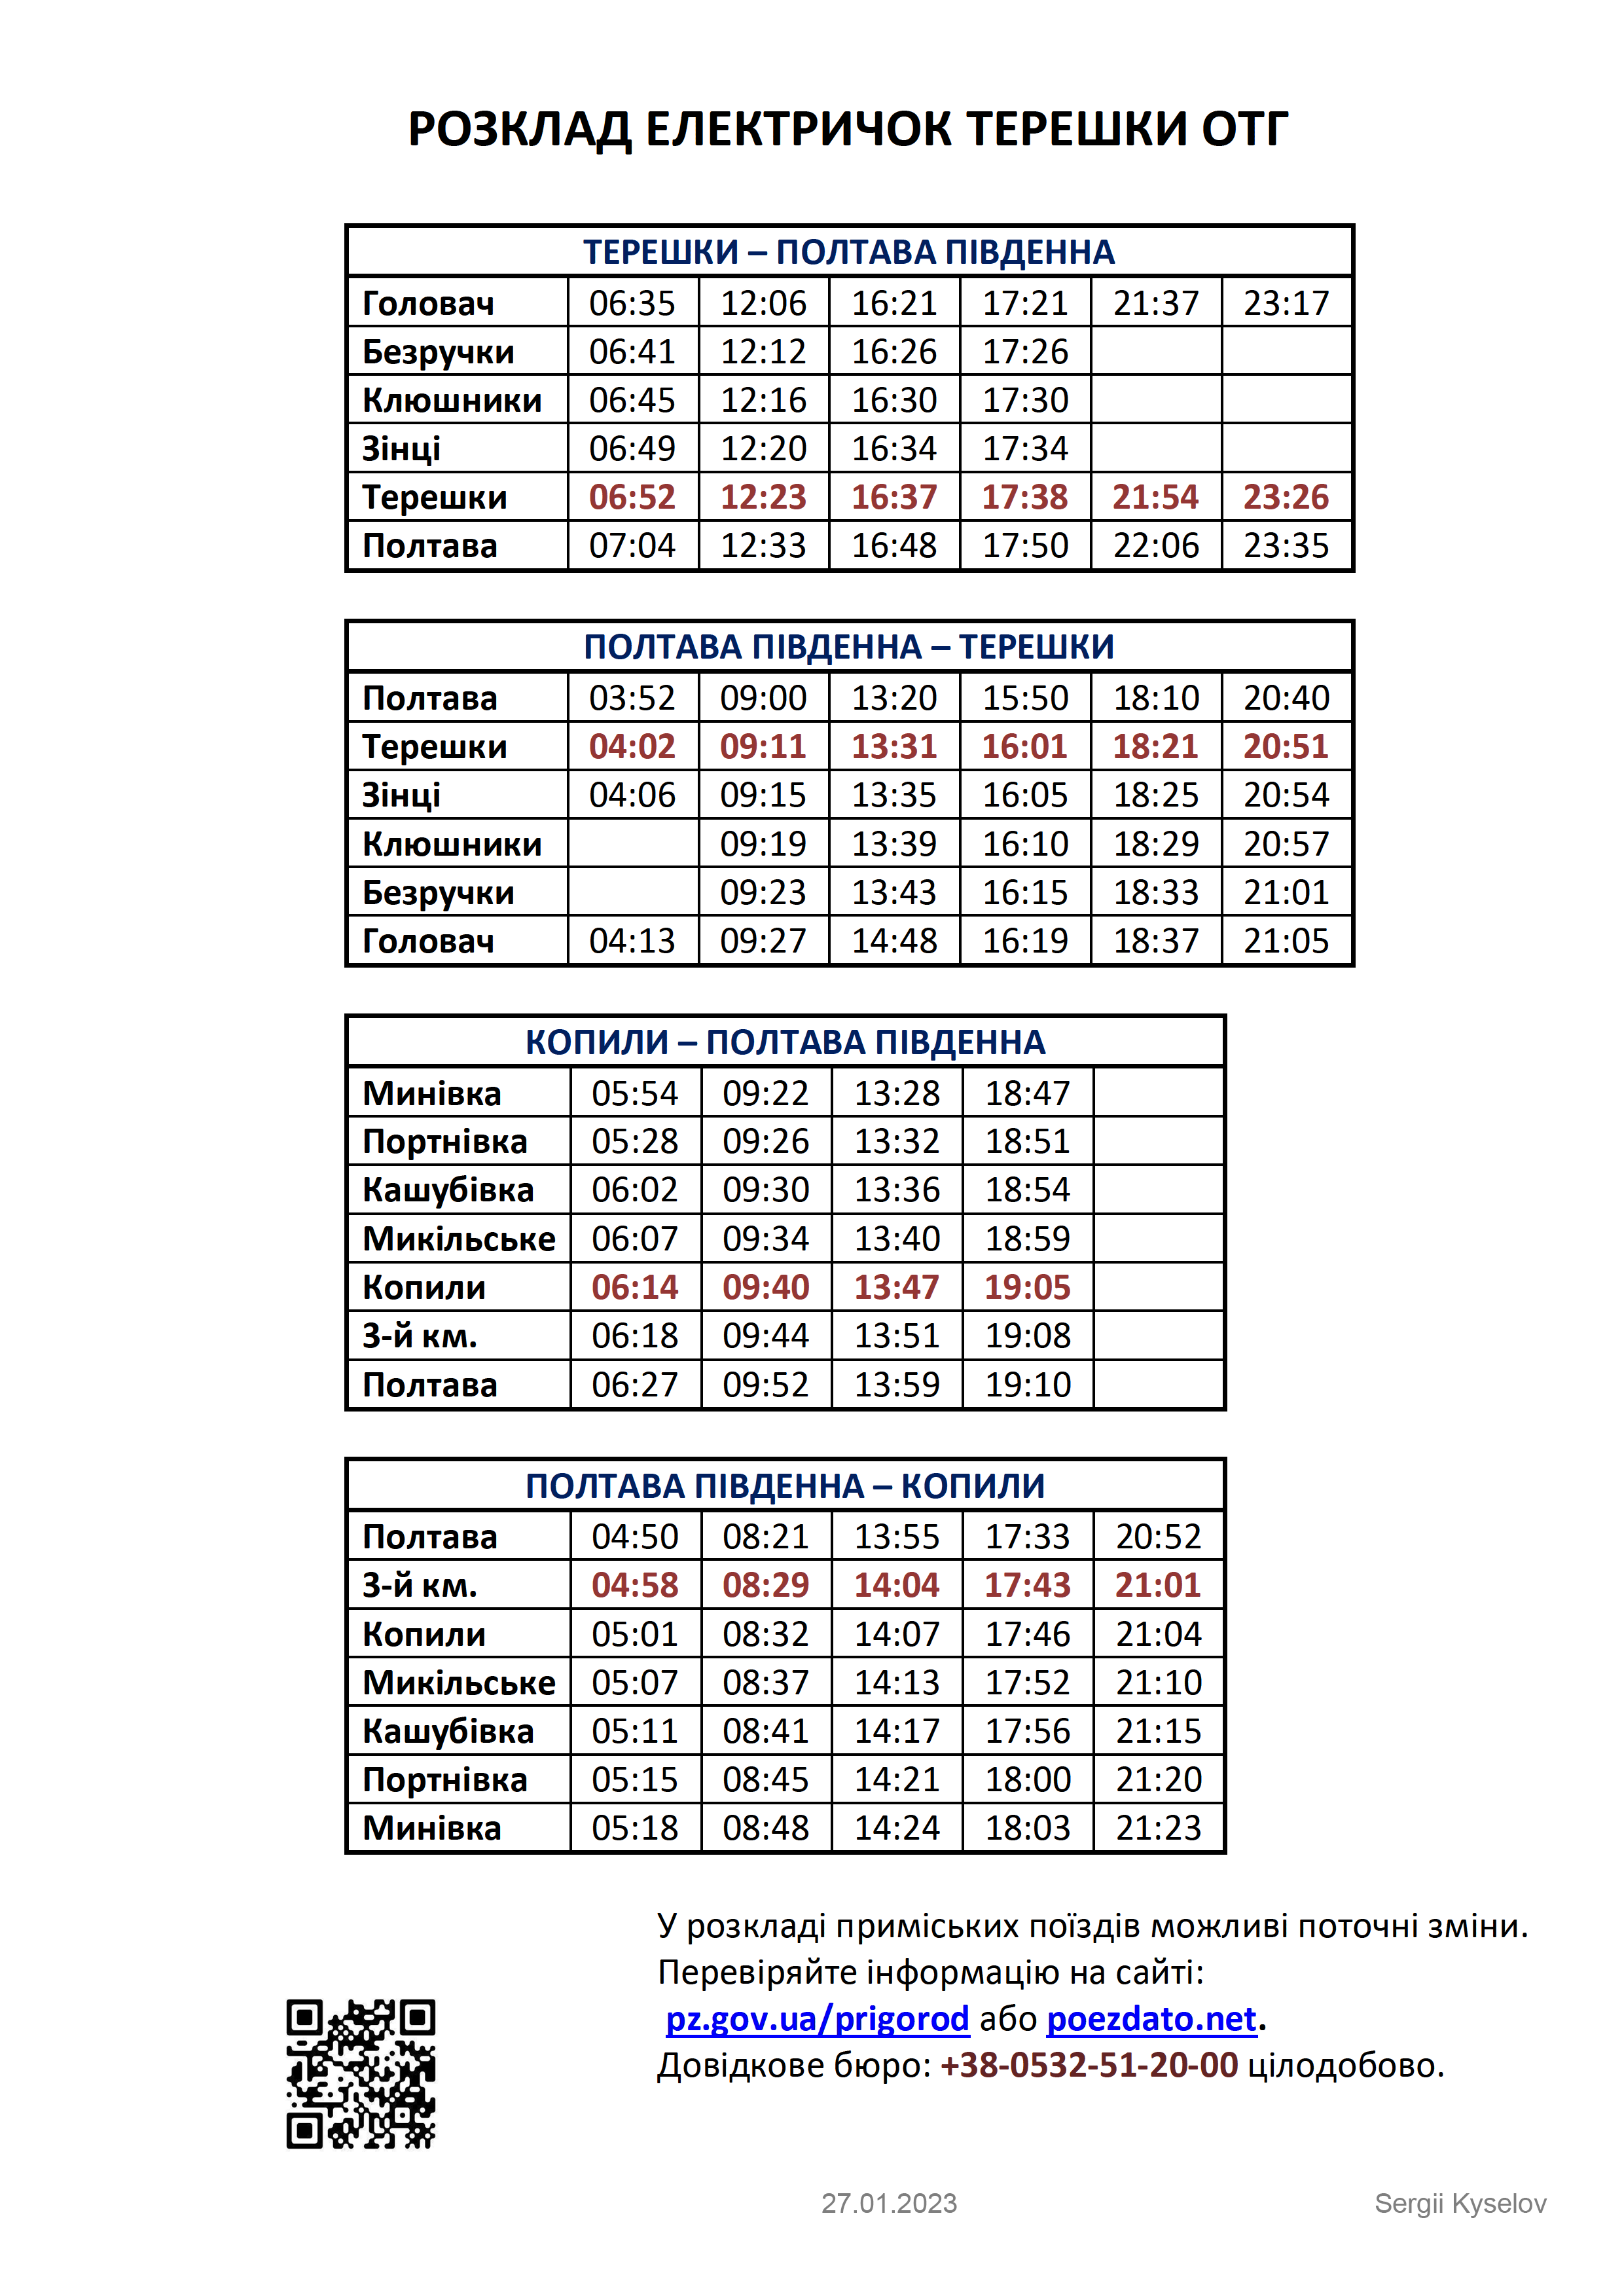 РОЗКЛАД ЕЛЕКТРИЧОК ТЕРЕШКИ ОТГ
ТЕРЕШКИ – ПОЛТАВА ПІВДЕННА
Головач 06:35 12:06 16:21 17:21 21:37 23:17
Безручки 06:41 12:12 16:26 17:26
Клюшники 06:45 12:16 16:30 17:30
Зінці 06:49 12:20 16:34 17:34
Терешки 06:52 12:23 16:37 17:38 21:54 23:26
Полтава 07:04 12:33 16:48 17:50 22:06 23:35
ПОЛТАВА ПІВДЕННА – ТЕРЕШКИ
Полтава 03:52 09:00 13:20 15:50 18:10 20:40
Терешки 04:02 09:11 13:31 16:01 18:21 20:51
Зінці 04:06 09:15 13:35 16:05 18:25 20:54
Клюшники 09:19 13:39 16:10 18:29 20:57
Безручки 09:23 13:43 16:15 18:33 21:01
Головач 04:13 09:27 14:48 16:19 18:37 21:05
КОПИЛИ – ПОЛТАВА ПІВДЕННА
Минівка 05:54 09:22 13:28 18:47
Портнівка 05:28 09:26 13:32 18:51
Кашубівка 06:02 09:30 13:36 18:54
Микільське 06:07 09:34 13:40 18:59
Копили 06:14 09:40 13:47 19:05
3-й км. 06:18 09:44 13:51 19:08
Полтава 06:27 09:52 13:59 19:10
ПОЛТАВА ПІВДЕННА – КОПИЛИ
Полтава 04:50 08:21 13:55 17:33 20:52
3-й км. 04:58 08:29 14:04 17:43 21:01
Копили 05:01 08:32 14:07 17:46 21:04
Микільське 05:07 08:37 14:13 17:52 21:10
Кашубівка 05:11 08:41 14:17 17:56 21:15
Портнівка 05:15 08:45 14:21 18:00 21:20
Минівка 05:18 08:48 14:24 18:03 21:23
У розкладі приміських поїздів можливі поточні зміни.
Перевіряйте інформацію на сайті:
pz.gov.ua/prigorod або poezdato.net.
Довідкове бюро: +38-0532-51-20-00 цілодобово.
27.01.2023 Sergii Kyselov